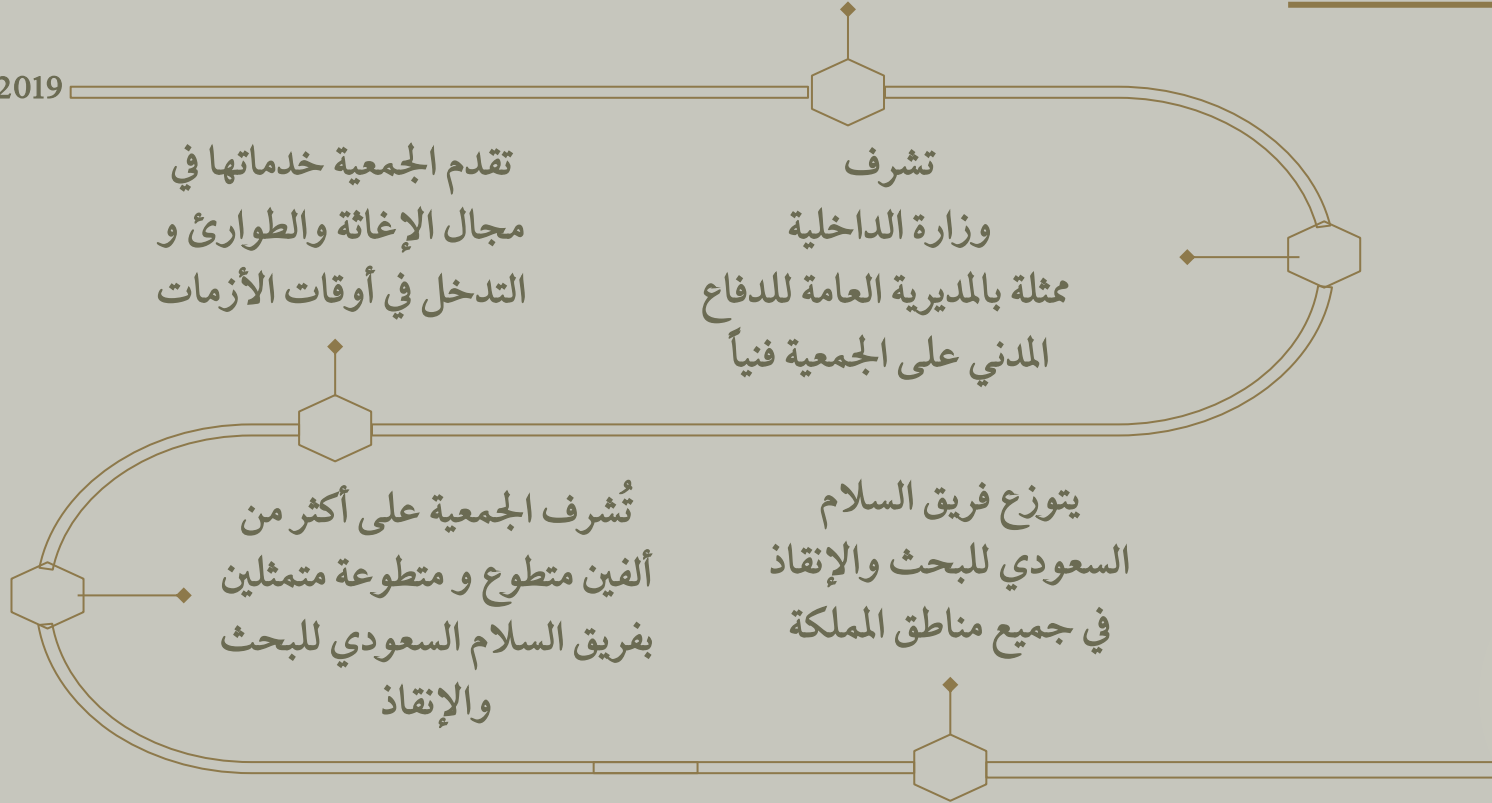 2019
تشرف
وزارة الداخلية
ممثلة بالمديرية العامة للدفاع
المدني على الجمعية فنياً
تقدم الجمعية خدماتها في
مجال الإغاثة والطوارئ و
التدخل في أوقات الأزمات
تُشرف الجمعية على أكثر من
ألفين متطوع و متطوعة متمثلين
بفريق السلام السعودي للبحث
والإنقاذ
يتوزع فريق السلام
السعودي للبحث والإنقاذ
في جميع مناطق المملكة